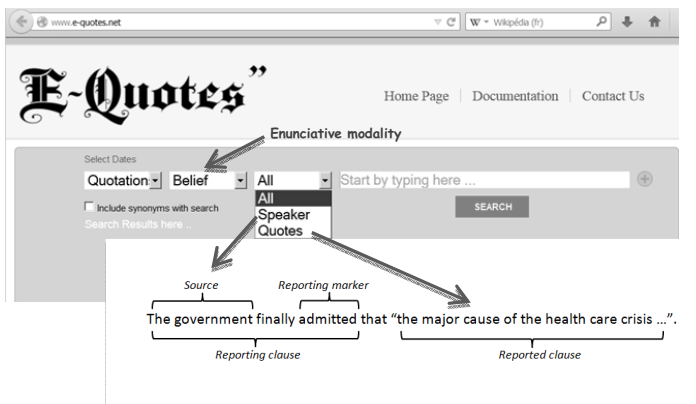 www.e-quotes.net W Wikipédia (fr)
E-Quotes”
Home Page | Documentation | Contact Us
Enunciative modality
Select Dates
Quotation: Belief All Start by typing here ...
All
Include synonyms with search Speaker SEARCH
Search Results here .. Quotes
Source Reporting marker
The government finally admitted that “the major cause of the health care crisis ...”.
Reporting clause Reported clause